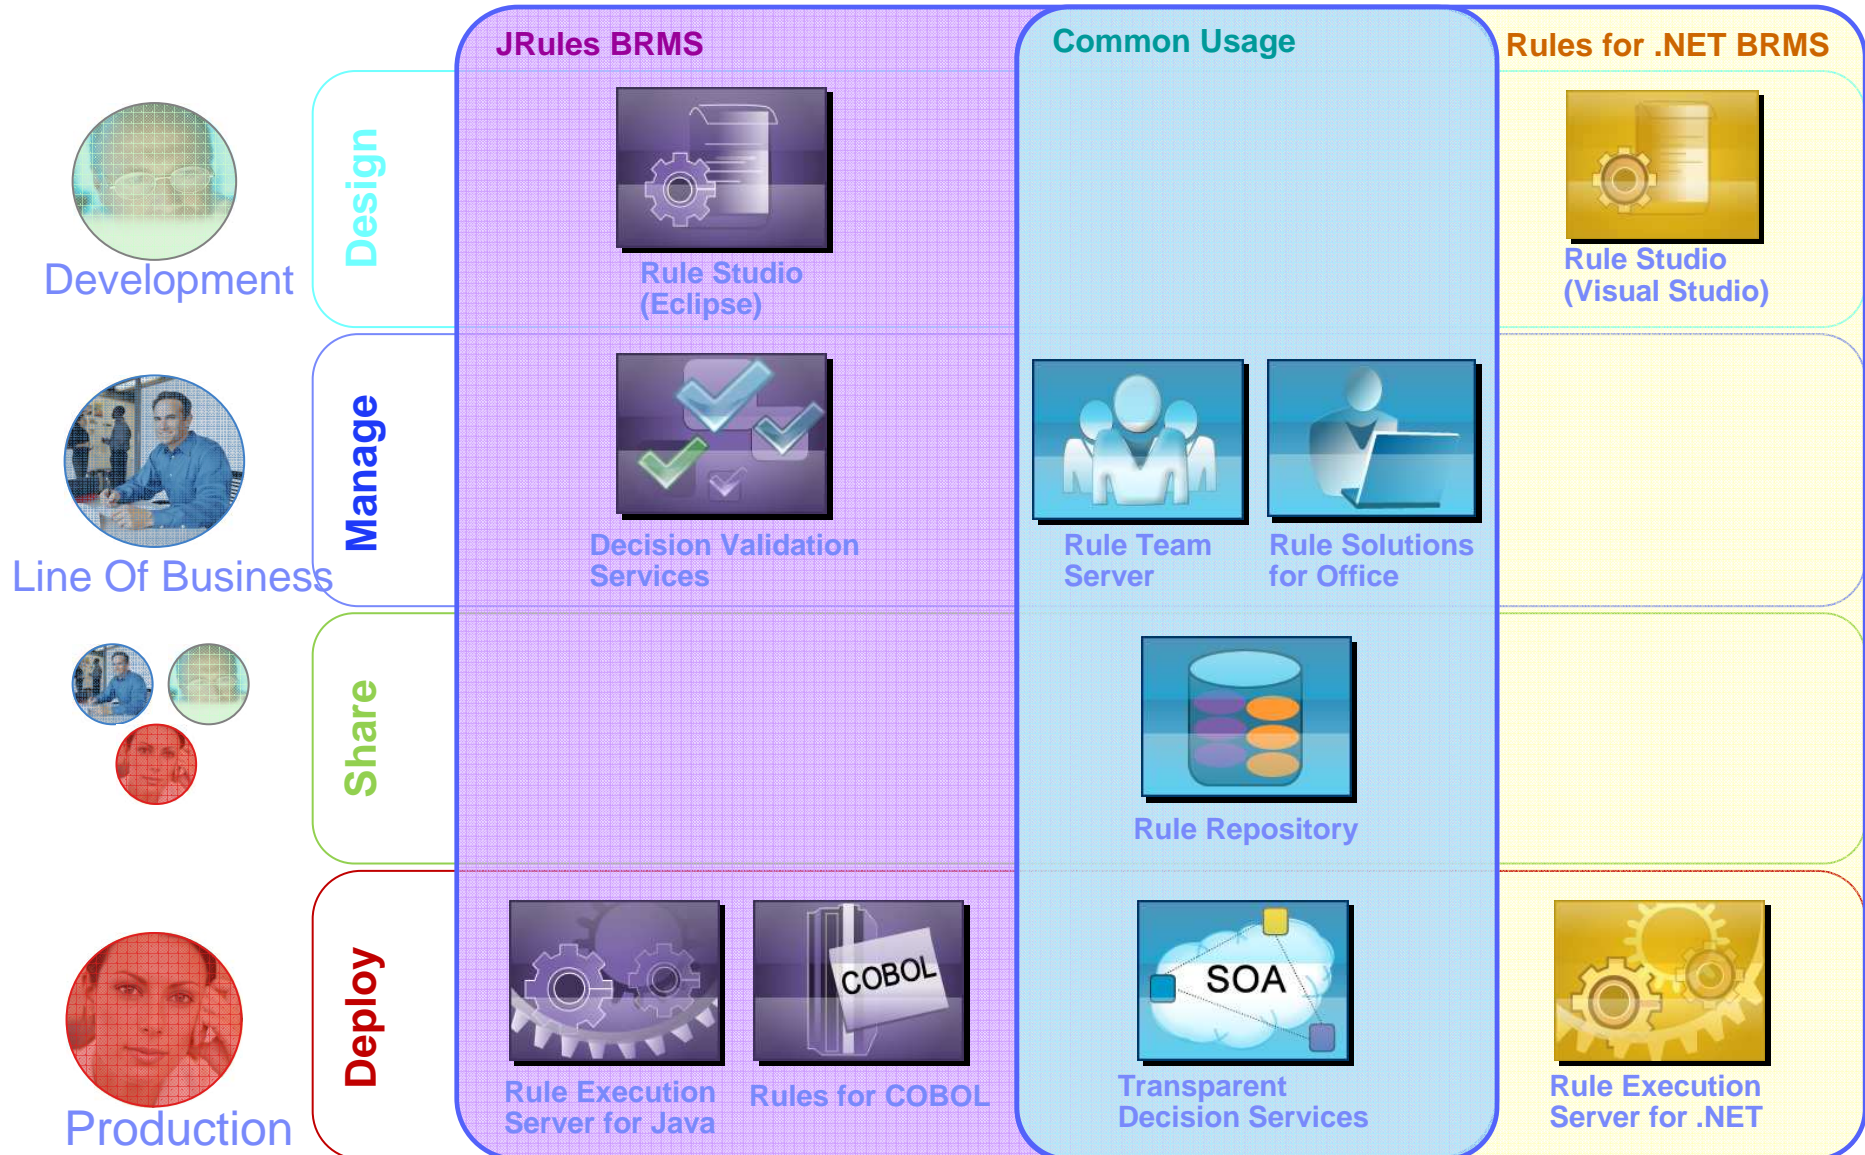 JRules BRMS
Common Usage
Rules for .NET BRMS
Development
Design
Rule Studio
(Eclipse)
Rule Studio
(Visual Studio)
Line Of Business
Manage
Decision Validation
Services
Rule Team
Server
Rule Solutions
for Office
Share
Rule Repository
Production
Deploy
COBOL
SOA
Rule Execution
Server for Java
Rules for COBOL
Transparent
Decision Services
Rule Execution
Server for .NET